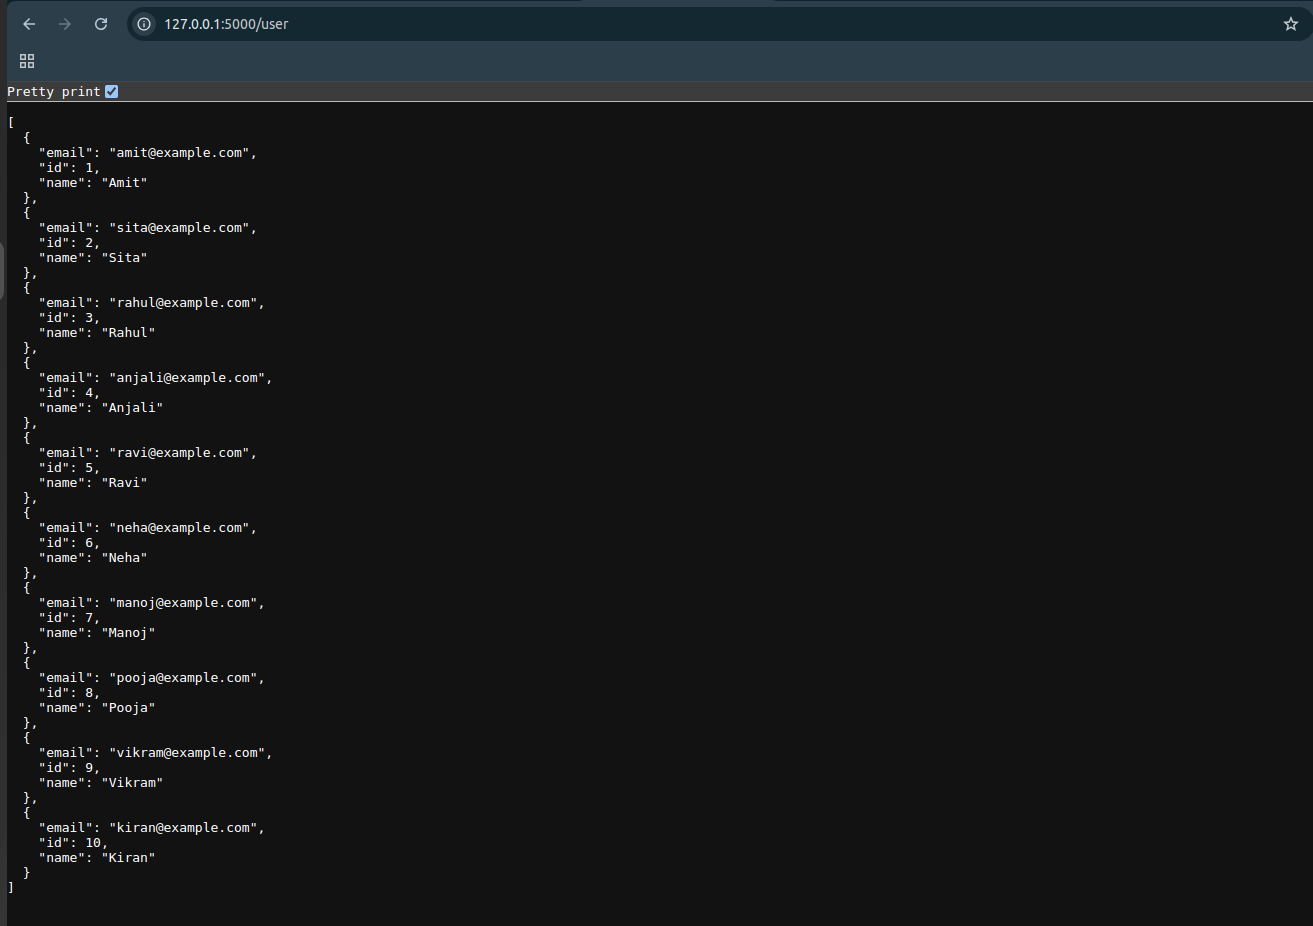 127.0.0.1:5000/user
Pretty print
[
  {
    "email": "amit@example.com",
    "id": 1,
    "name": "Amit"
  },
  {
    "email": "sita@example.com",
    "id": 2,
    "name": "Sita"
  },
  {
    "email": "rahul@example.com",
    "id": 3,
    "name": "Rahul"
  },
  {
    "email": "anjali@example.com",
    "id": 4,
    "name": "Anjali"
  },
  {
    "email": "ravi@example.com",
    "id": 5,
    "name": "Ravi"
  },
  {
    "email": "neha@example.com",
    "id": 6,
    "name": "Neha"
  },
  {
    "email": "manoj@example.com",
    "id": 7,
    "name": "Manoj"
  },
  {
    "email": "pooja@example.com",
    "id": 8,
    "name": "Pooja"
  },
  {
    "email": "vikram@example.com",
    "id": 9,
    "name": "Vikram"
  },
  {
    "email": "kiran@example.com",
    "id": 10,
    "name": "Kiran"
  }
]